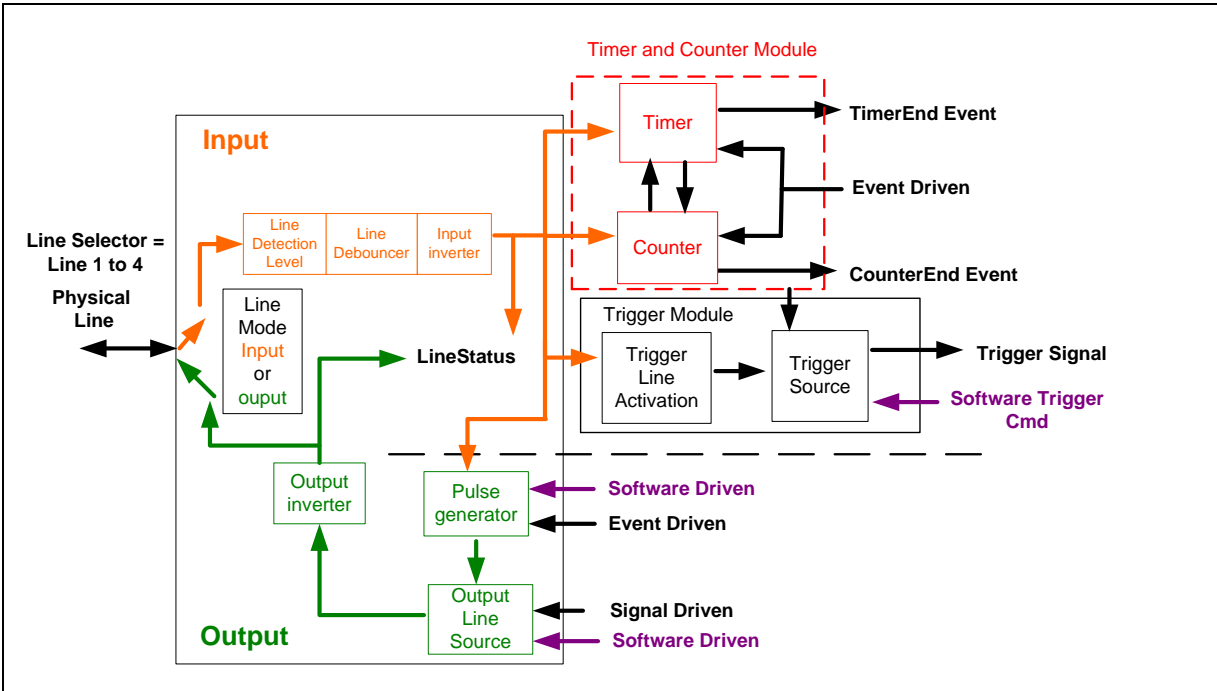 Timer and Counter Module
Timer
TimerEnd Event
Input
Event Driven
Line
Detection
Level
Line
Debouncer
Input
inverter
Counter
Line Selector =
Line 1 to 4
CounterEnd Event
Physical
Line
Line
Mode
Input
or
ouput
LineStatus
Trigger Module
Trigger
Line
Activation
Trigger
Source
Trigger Signal
Software Trigger
Cmd
Output
inverter
Pulse
generator
Software Driven
Event Driven
Output
Line
Source
Signal Driven
Software Driven
Output